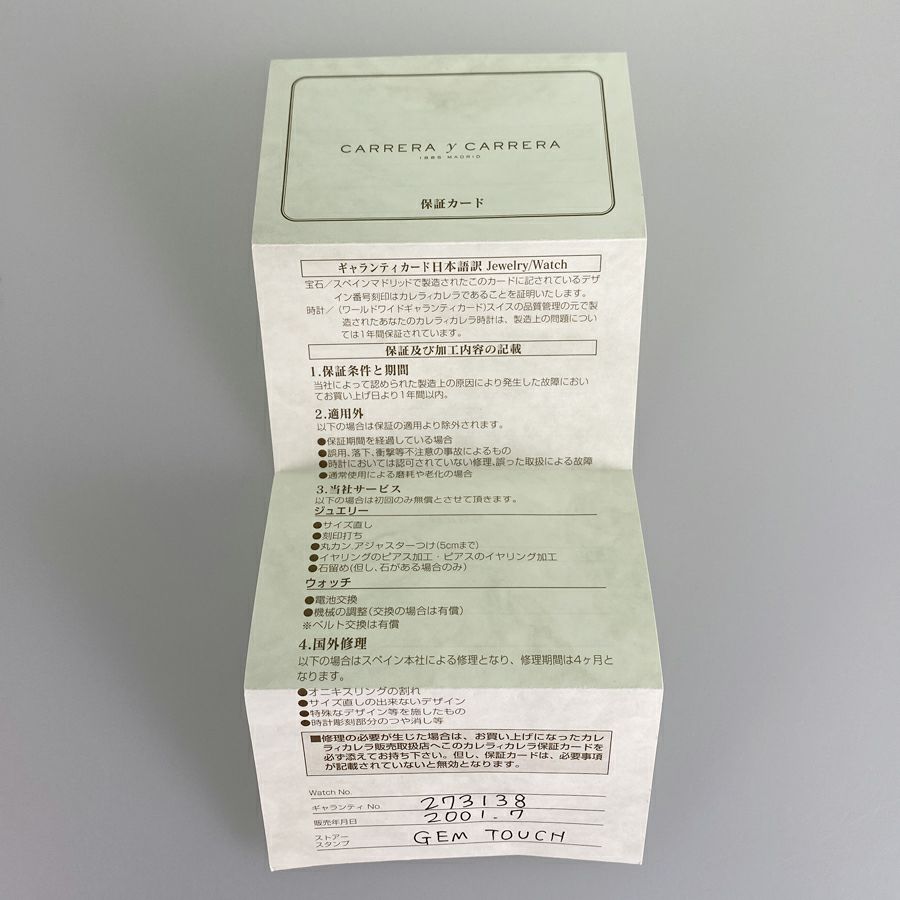 CARRERA y CARRERA
1885 MADRID
保証カード
ギャランティカード日本語訳 Jewelry/Watch
宝石/スペインマドリッドで製造されたこのカードに記されているデザ
イン番号刻印はカレライカレラであることを証明いたします。
時計/(ワールドワイドギャランティカード)スイスの品質管理の元で製
造されたあなたのカレライカレラ時計は、製造上の問題につい
ては1年間保証されています。
保証及び加工内容の記載
1.保証条件と期間
当社によって認められた製造上の原因により発生した故障におい
てお買い上げ日より1年間以内。
2.適用外
以下の場合は保証の適用より除外されます。
●保証期間を経過している場合
●誤用、落下、衝撃等不注意の事故によるもの
●時計においては認可されていない修理、誤った取扱による故障
●通常使用による磨耗や老化の場合
3.当社サービス
以下の場合は初回のみ無償とさせて頂きます。
ジュエリー
●サイズ直し
●刻印打ち
●丸カン.アジャスターつけ(5cmまで)
●イヤリングのピアス加工・ピアスのイヤリング加工
●石留め(但し、石がある場合のみ)
ウォッチ
●電池交換
●機械の調整(交換の場合は有償)
※ベルト交換は有償
4.国外修理
以下の場合はスペイン本社による修理となり、修理期間は4ヶ月と
なります。
●オニキスリングの割れ
●サイズ直しの出来ないデザイン
●特殊なデザイン等を施したもの
●時計彫刻部分のつや消し等
■修理の必要が生じた場合は、お買い上げになったカレ
ライカレラ販売取扱店へこのカレライカレラ保証カードを
必ず添えてお持ち下さい。但し、保証カードは、必要事項
が記載されていないと無効となります。
Watch No.
ギャランティ No 273138
販売年月日 2001.7
ストアー
スタンプ GEM TOUCH